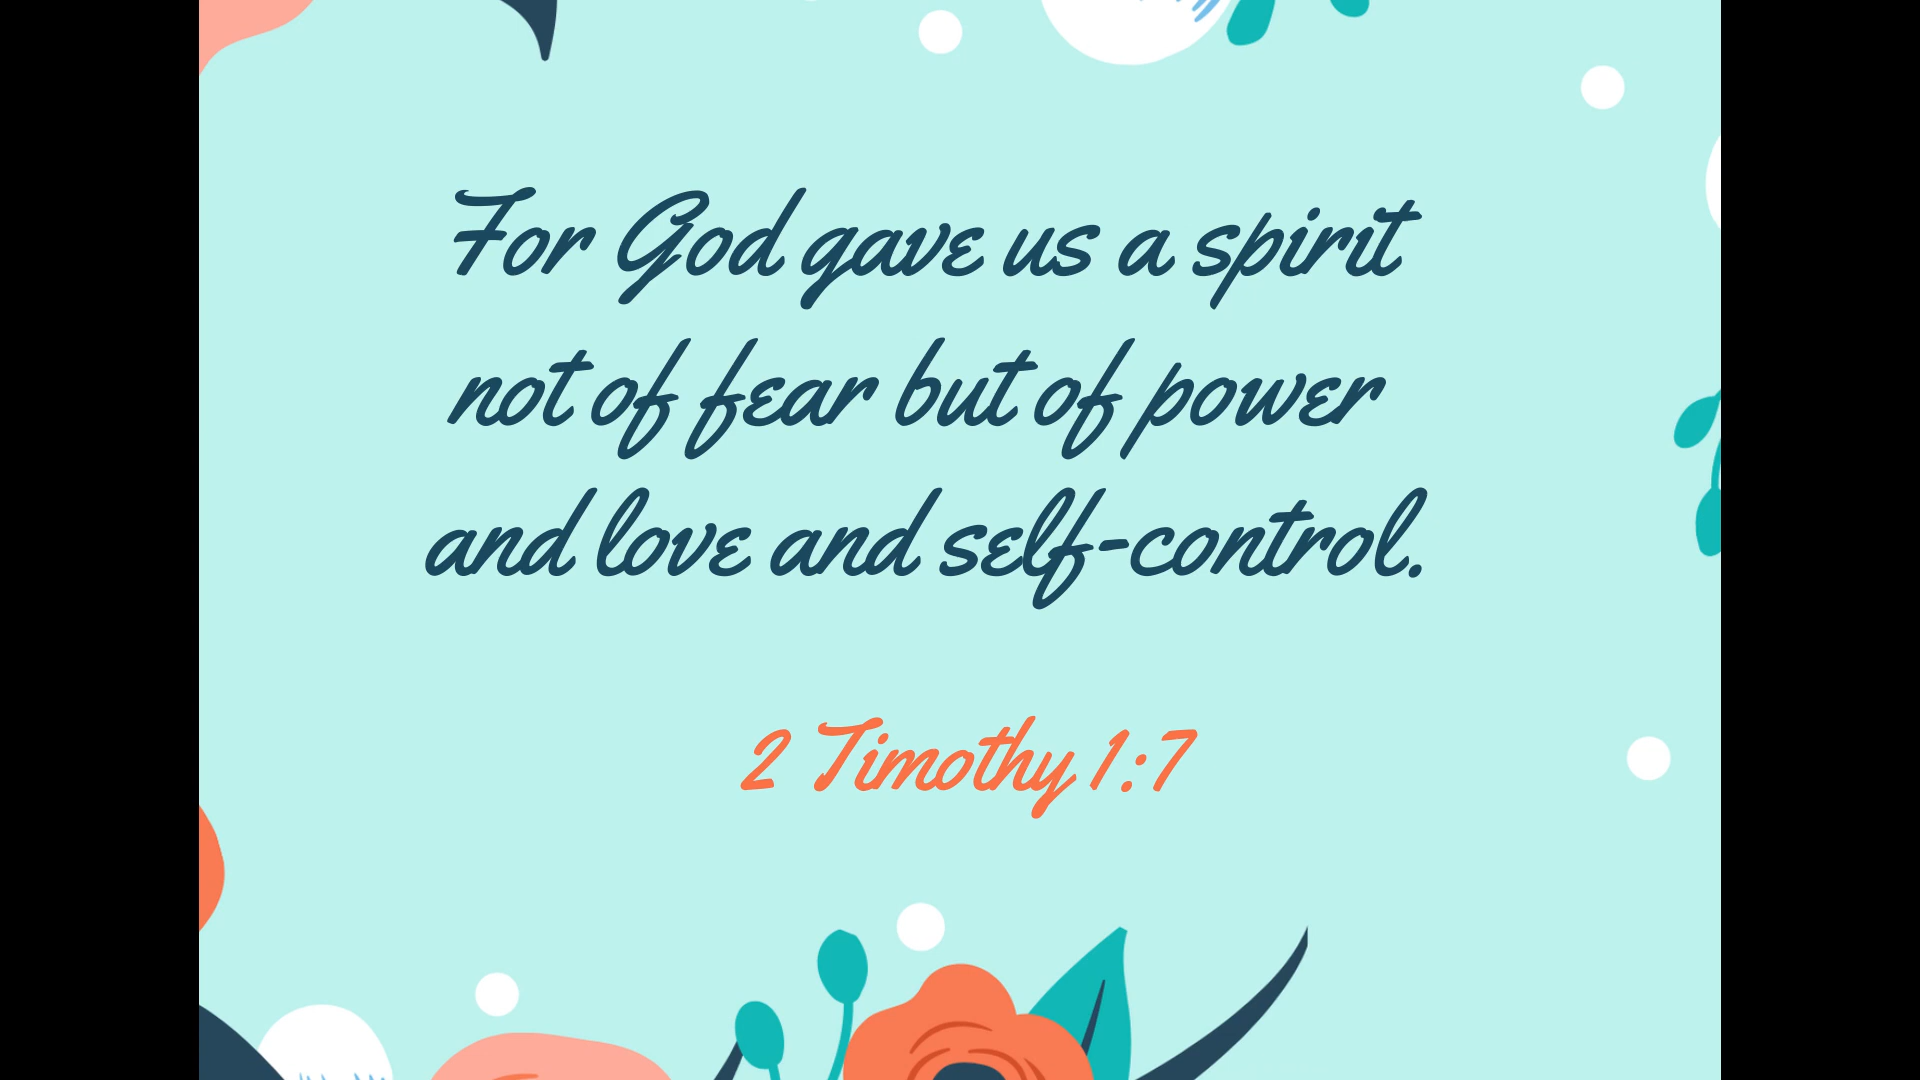 For God gave us a spirit
not of fear but of power
and love and self-control.
2 Timothy 1:7